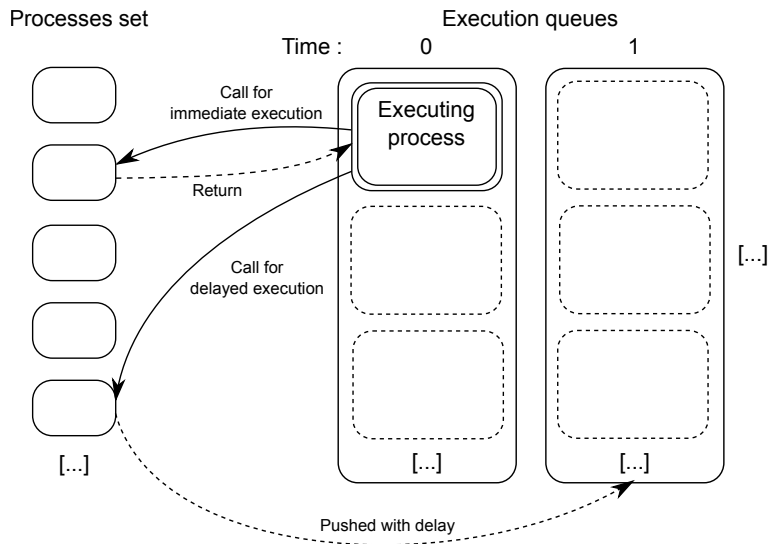 Processes set
Execution queues
Time :
0
1
Call for
immediate execution
Executing
process
Return
Call for
delayed execution
[...]
[...]
[...]
[...]
Pushed with delay